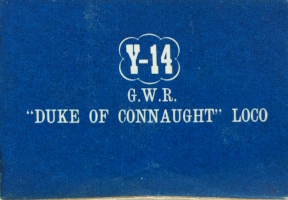 Y-14
G.W.R.
"DUKE OF CONNAUGHT" LOCO